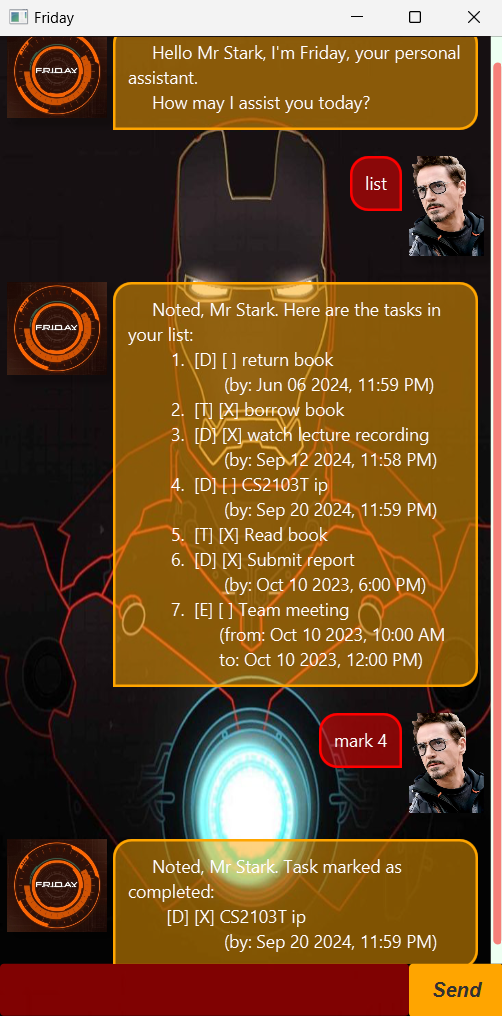 Friday
Hello Mr Stark, I'm Friday, your personal
assistant.
How may I assist you today?
F.R.I.D.A.Y
list
F.R.I.D.A.Y
Noted, Mr Stark. Here are the tasks in
your list:
1. [D] [ ] return book
(by: Jun 06 2024, 11:59 PM)
2. [T] [X] borrow book
3. [D] [X] watch lecture recording
(by: Sep 12 2024, 11:58 PM)
4. [D] [ ] CS2103T ip
(by: Sep 20 2024, 11:59 PM)
5. [T] [X] Read book
6. [D] [X] Submit report
(by: Oct 10 2023, 6:00 PM)
7. [E] [ ] Team meeting
(from: Oct 10 2023, 10:00 AM
to: Oct 10 2023, 12:00 PM)
mark 4
F.R.I.D.A.Y
Noted, Mr Stark. Task marked as
completed:
[D] [X] CS2103T ip
(by: Sep 20 2024, 11:59 PM)
Send